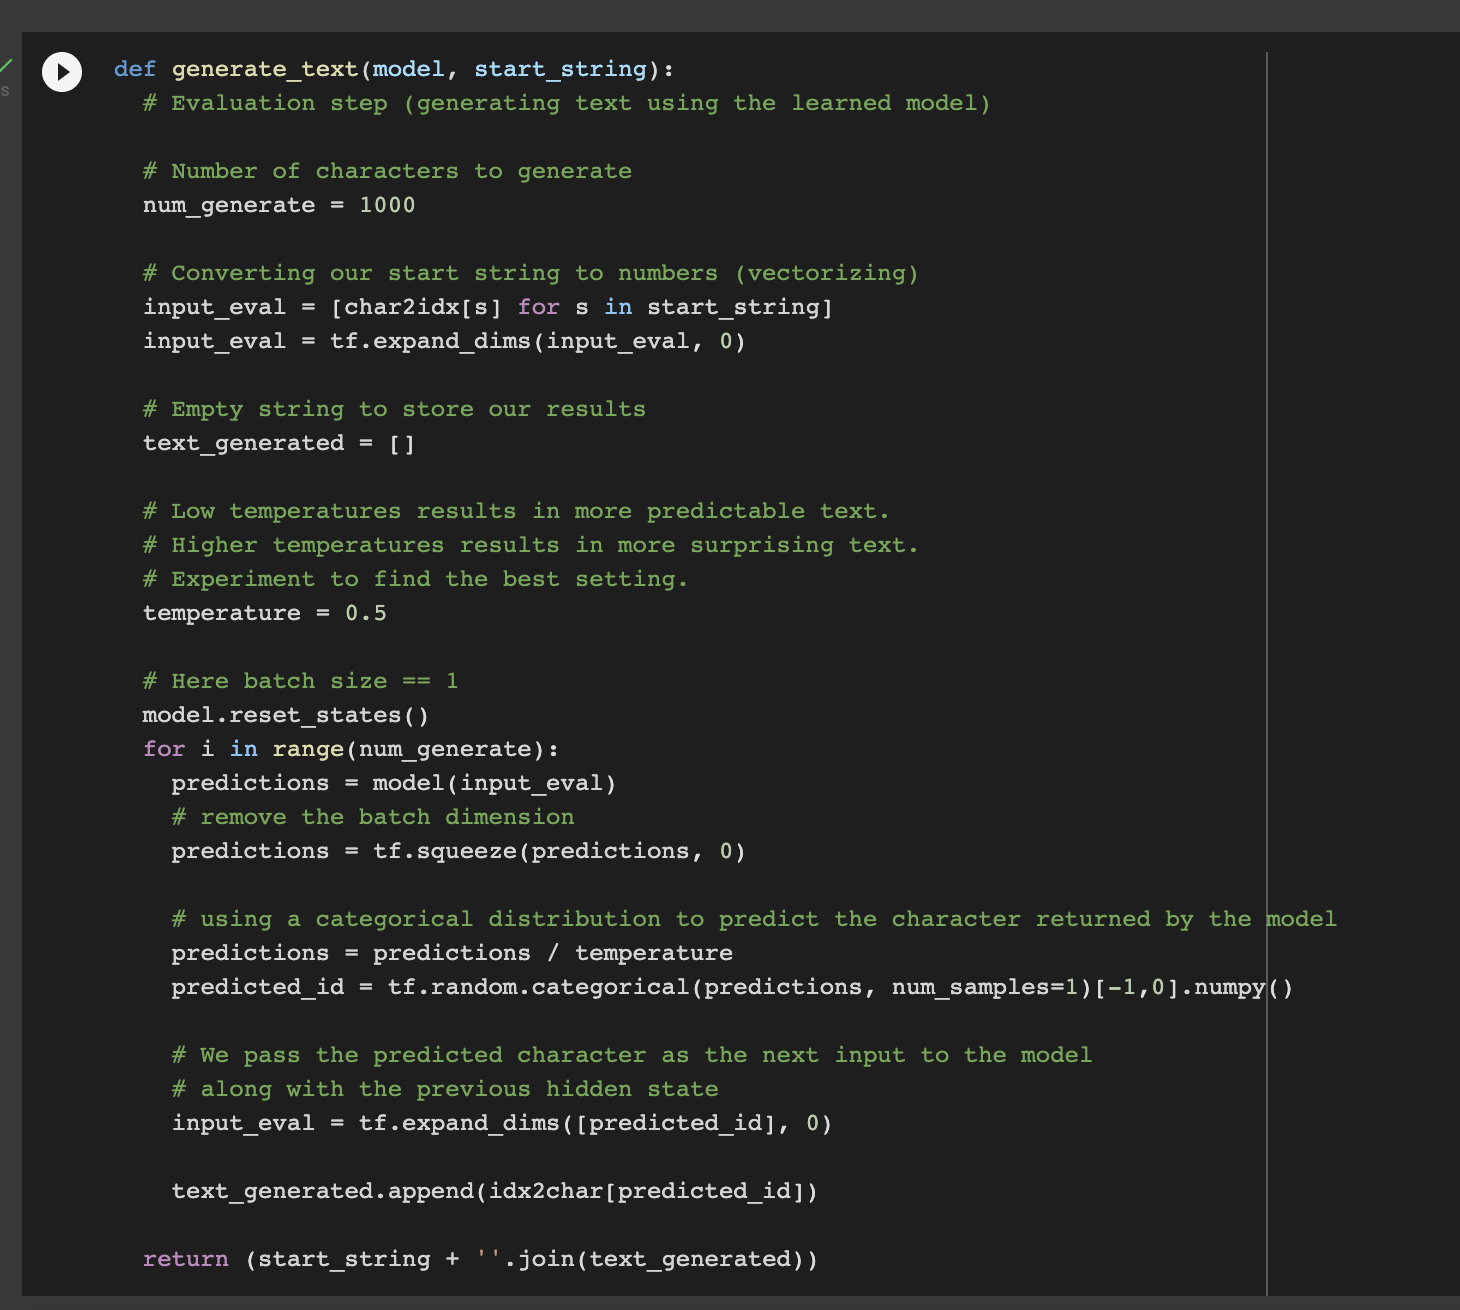 def generate_text(model, start_string):
# Evaluation step (generating text using the learned model)
# Number of characters to generate
num_generate = 1000
# Converting our start string to numbers (vectorizing)
input_eval = [char2idx[s] for s in start_string]
input_eval = tf.expand_dims(input_eval, 0)
# Empty string to store our results
text_generated = []
# Low temperatures results in more predictable text.
# Higher temperatures results in more surprising text.
# Experiment to find the best setting.
temperature = 0.5
# Here batch size == 1
model.reset_states()
for i in range(num_generate):
predictions = model(input_eval)
# remove the batch dimension
predictions = tf.squeeze(predictions, 0)
# using a categorical distribution to predict the character returned by the model
predictions = predictions / temperature
predicted_id = tf.random.categorical(predictions, num_samples=1)[-1,0].numpy()
# We pass the predicted character as the next input to the model
# along with the previous hidden state
input_eval = tf.expand_dims([predicted_id], 0)
text_generated.append(idx2char[predicted_id])
return (start_string + ''.join(text_generated))
s